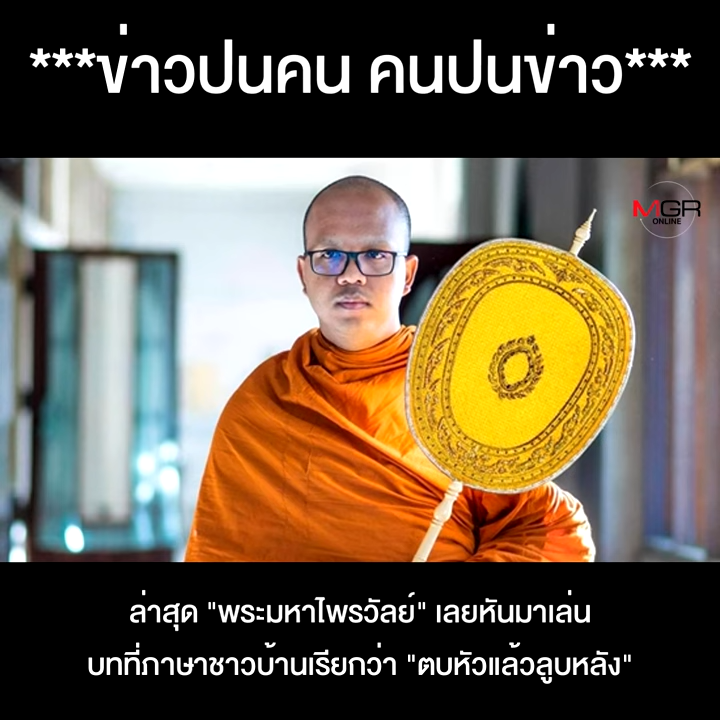 ***ข่าวปนคน คนปนข่าว***
MGR
ONLINE
ล่าสุด "พระมหาไพรวัลย์" เลยหันมาเล่น
บทที่ภาษาชาวบ้านเรียกว่า "ตบหัวแล้วลูบหลัง"